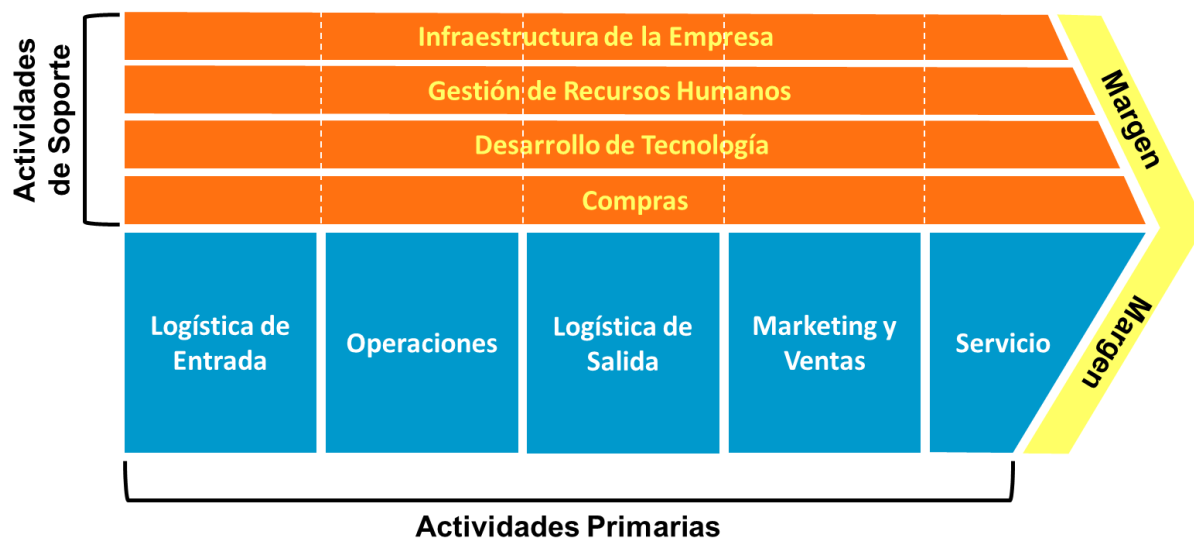 Actividades
de Soporte
Infraestructura de la Empresa
Gestión de Recursos Humanos
Desarrollo de Tecnología
Compras
Margen
Logística de
Entrada
Operaciones
Logística de
Salida
Marketing y
Ventas
Servicio
Margen
Actividades Primarias